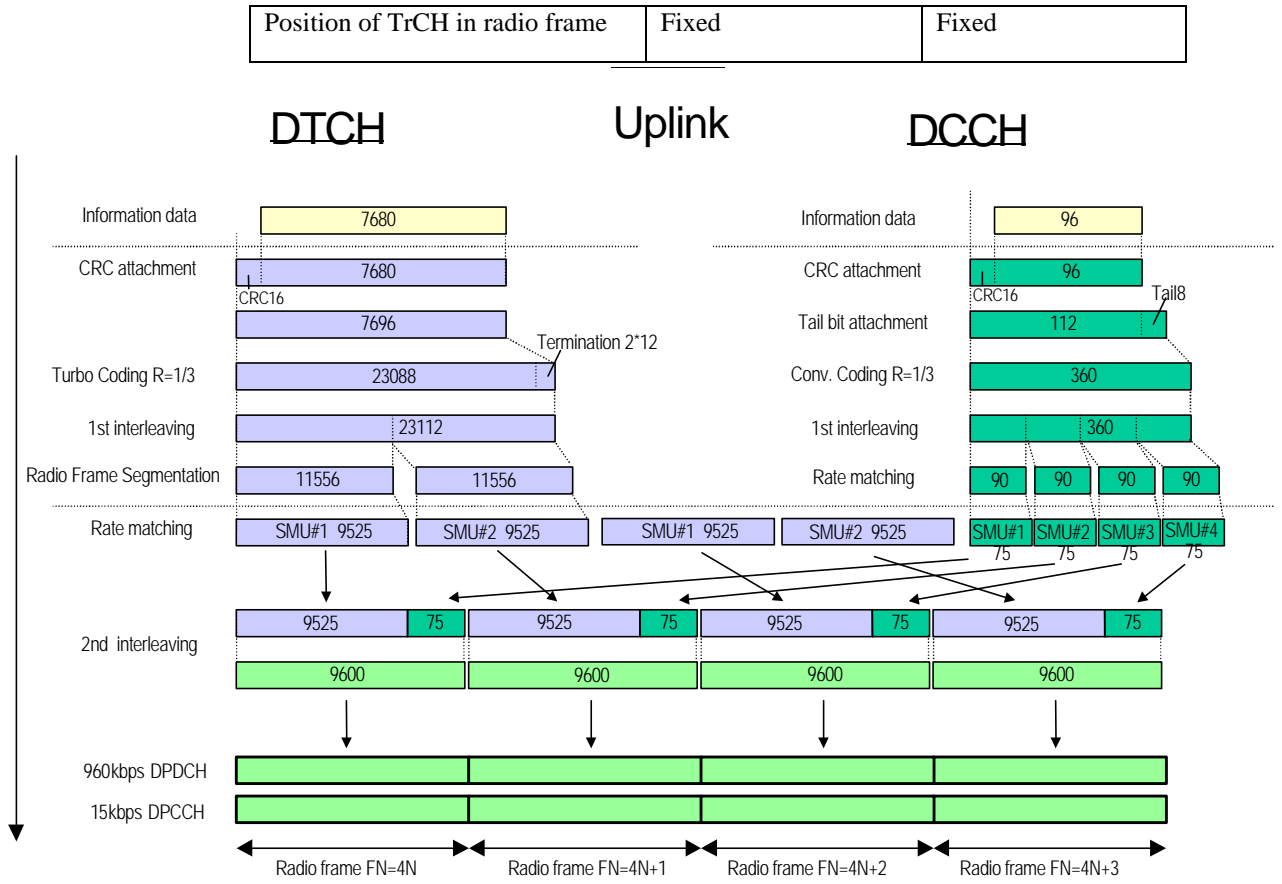 Position of TrCH in radio frame Fixed Fixed
DTCH Uplink DCCH
Information data 7680 Information data 96
CRC attachment 7680 CRC attachment 96
CRC16 CRC16 Tail8
7696 Tail bit attachment 112
Termination 2*12
Turbo Coding R=1/3 23088 Conv. Coding R=1/3 360
1st interleaving 23112 1st interleaving 360
Radio Frame Segmentation 11556 11556 Rate matching 90 90 90 90
Rate matching SMU#1 9525 SMU#2 9525 SMU#1 9525 SMU#2 9525 SMU#1 SMU#2 SMU#3 SMU#4
75 75 75 75
9525 75 9525 75 9525 75 9525 75
2nd interleaving
9600 9600 9600 9600
960kbps DPDCH
15kbps DPCCH
Radio frame FN=4N Radio frame FN=4N+1 Radio frame FN=4N+2 Radio frame FN=4N+3